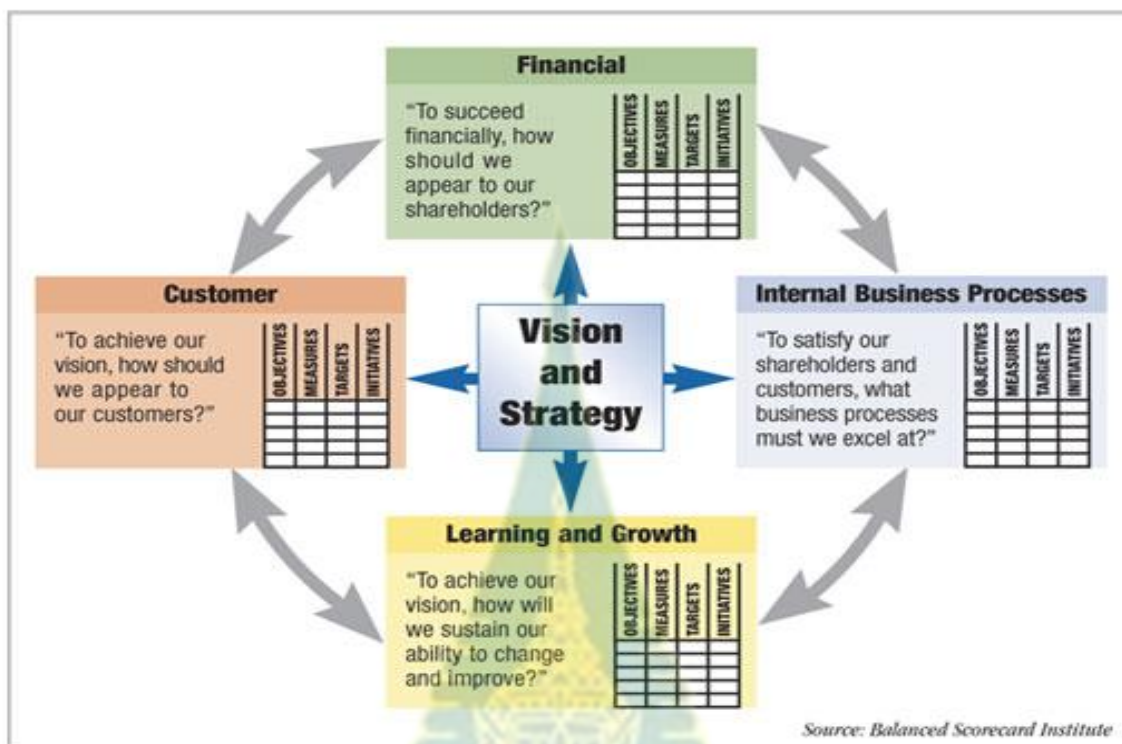 Financial
“To succeed
financially, how
should we
appear to our
shareholders?”
OBJECTIVES
MEASURES
TARGETS
INITIATIVES
Customer
“To achieve our
vision, how should
we appear to
our customers?”
OBJECTIVES
MEASURES
TARGETS
INITIATIVES
Vision
and
Strategy
Internal Business Processes
“To satisfy our
shareholders and
customers, what
business processes
must we excel at?”
OBJECTIVES
MEASURES
TARGETS
INITIATIVES
Learning and Growth
“To achieve our
vision, how will
we sustain our
ability to change
and improve?”
OBJECTIVES
MEASURES
TARGETS
INITIATIVES
Source: Balanced Scorecard Institute